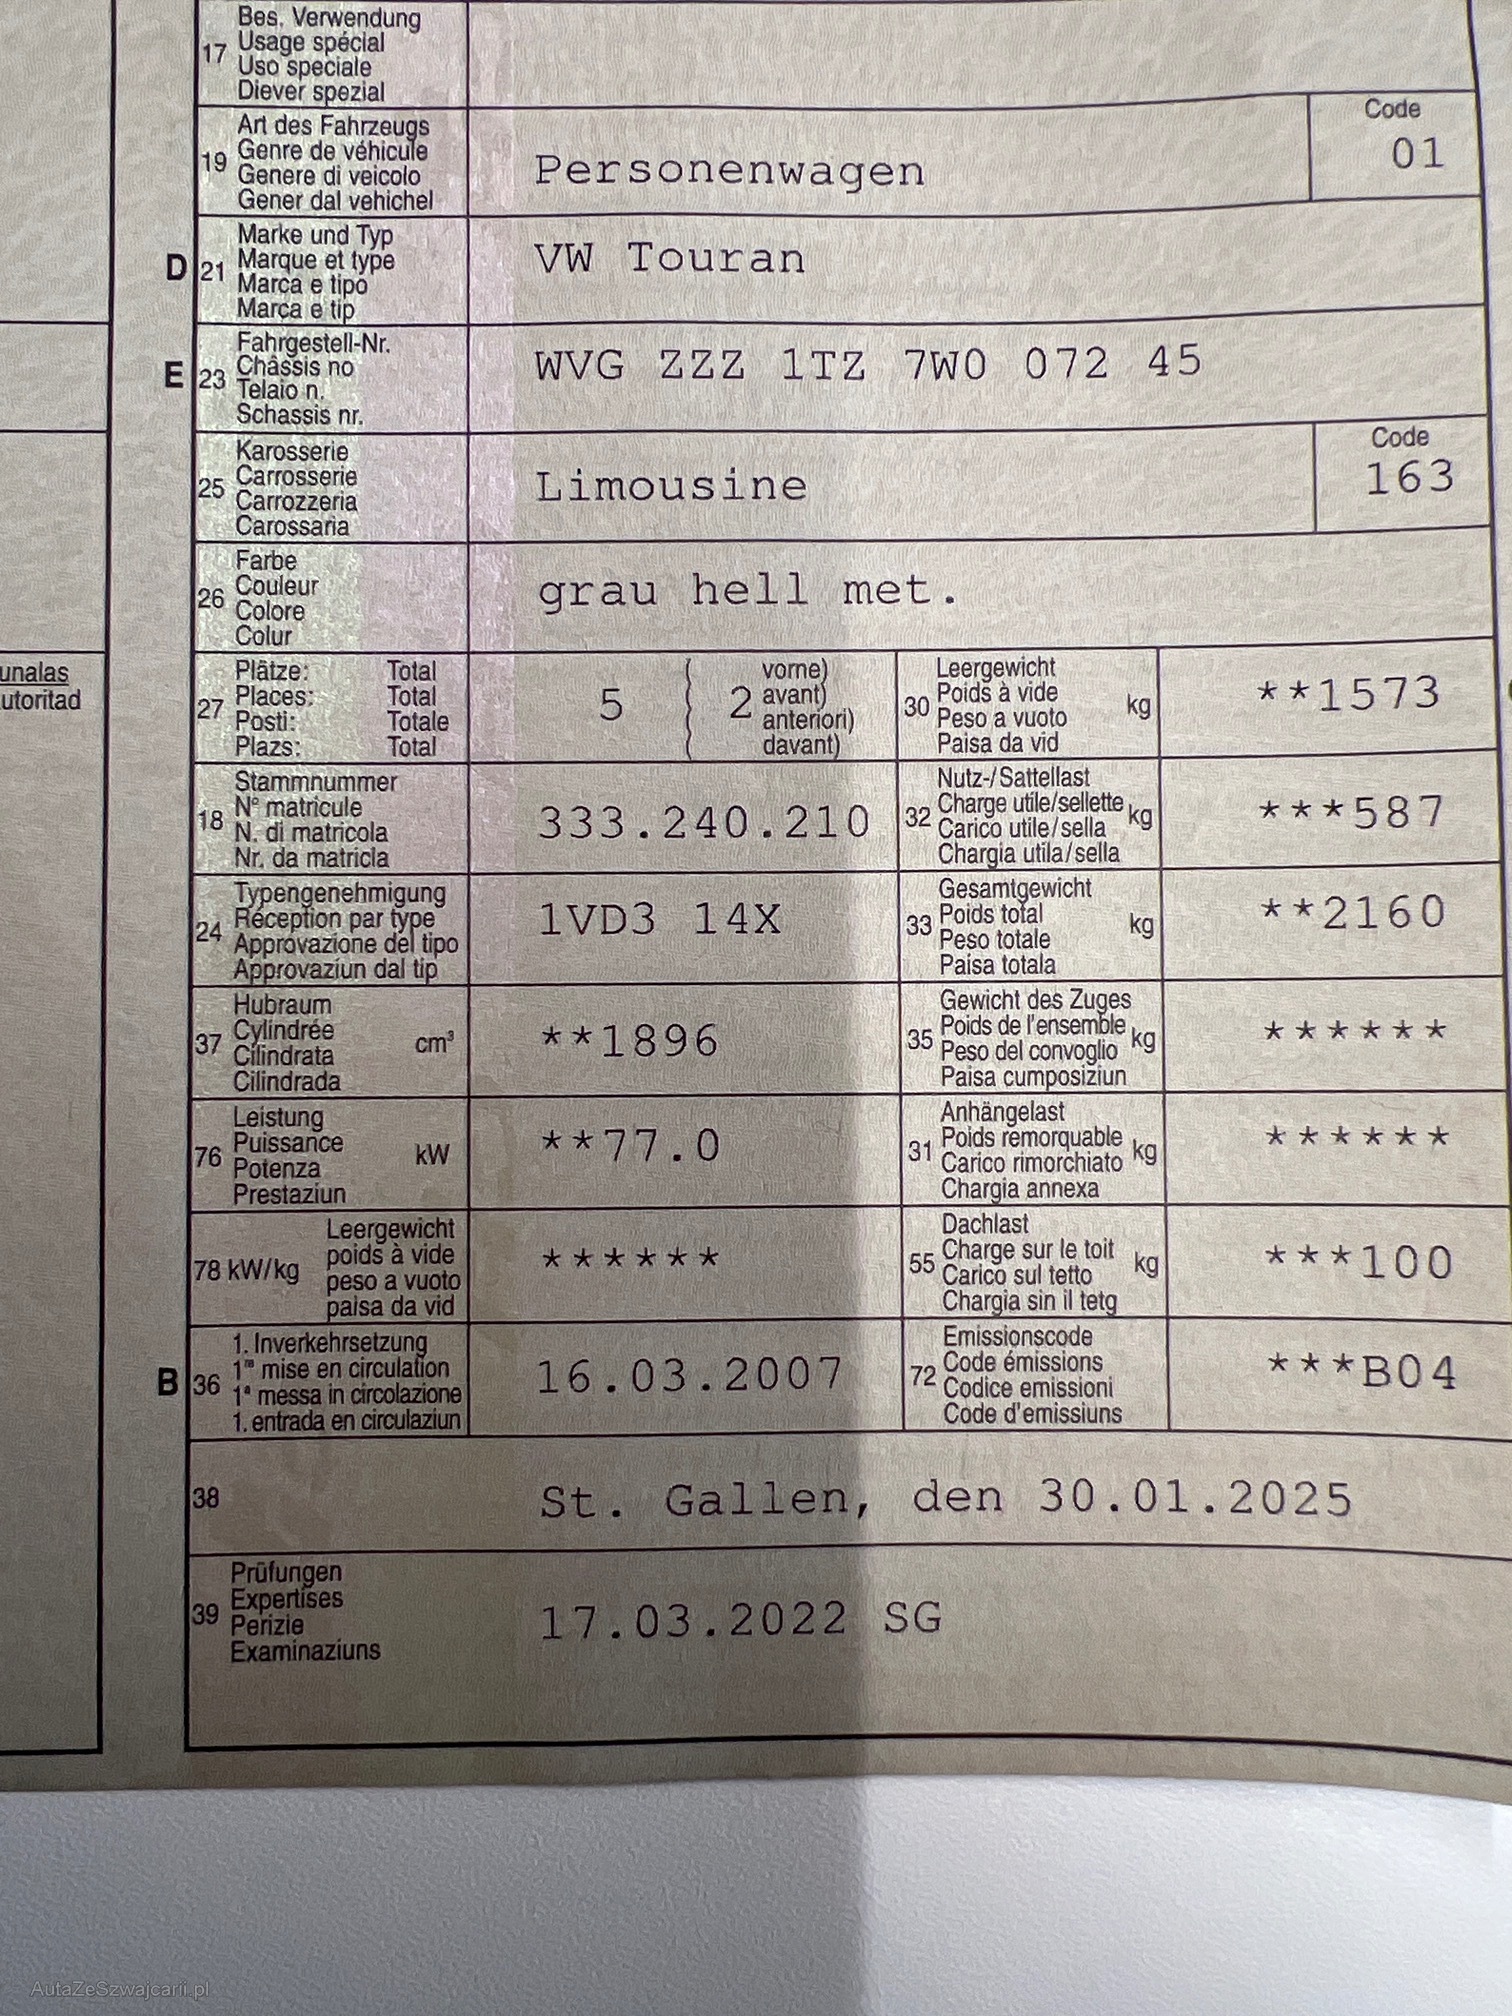 17
Bes. Verwendung
Usage spécial
Uso speciale
Diever spezial
19
Art des Fahrzeugs
Genre de véhicule
Genere di veicolo
Gener dal vehichel
Personenwagen
Code
01
D 21
Marke und Typ
Marque et type
Marca e tipo
Marca e tip
VW Touran
E 23
Fahrgestell-Nr.
Châssis no
Telaio n.
Schassis nr.
WVG ZZZ 1TZ 7W0 072 45
25
Karosserie
Carrosserie
Carrozzeria
Carossaria
Limousine
Code
163
26
Farbe
Couleur
Colore
Colur
grau hell met.
unalas
utoritad
27
Plätze: Total
Places: Total
Posti: Totale
Plazs: Total
5 { 2
vorne)
avant)
anteriori)
davant)
30
Leergewicht
Poids à vide
Peso a vuoto
Paisa da vid
kg
**1573
18
Stammnummer
N° matricule
N. di matricola
Nr. da matricla
333.240.210
32
Nutz-/Sattellast
Charge utile/sellette
Carico utile/sella
Chargia utila/sella
kg
***587
24
Typengenehmigung
Réception par type
Approvazione del tipo
Approvaziun dal tip
1VD3 14X
33
Gesamtgewicht
Poids total
Peso totale
Paisa totala
kg
**2160
37
Hubraum
Cylindrée
Cilindrata
Cilindrada
cm³
**1896
35
Gewicht des Zuges
Poids de l'ensemble
Peso del convoglio
Paisa cumposiziun
kg
******
76
Leistung
Puissance
Potenza
Prestaziun
kW
**77.0
31
Anhängelast
Poids remorquable
Carico rimorchiato
Chargia annexa
kg
******
78 kW/kg
Leergewicht
poids à vide
peso a vuoto
paisa da vid
******
55
Dachlast
Charge sur le toit
Carico sul tetto
Chargia sin il tetg
kg
***100
B 36
1. Inverkehrsetzung
1re mise en circulation
1a messa in circolazione
1. entrada en circulaziun
16.03.2007
72
Emissionscode
Code émissions
Codice emissioni
Code d'emissiuns
***B04
38
St. Gallen, den 30.01.2025
39
Prüfungen
Expertises
Perizie
Examinaziuns
17.03.2022 SG
AutaZeSzwajcarii.pl